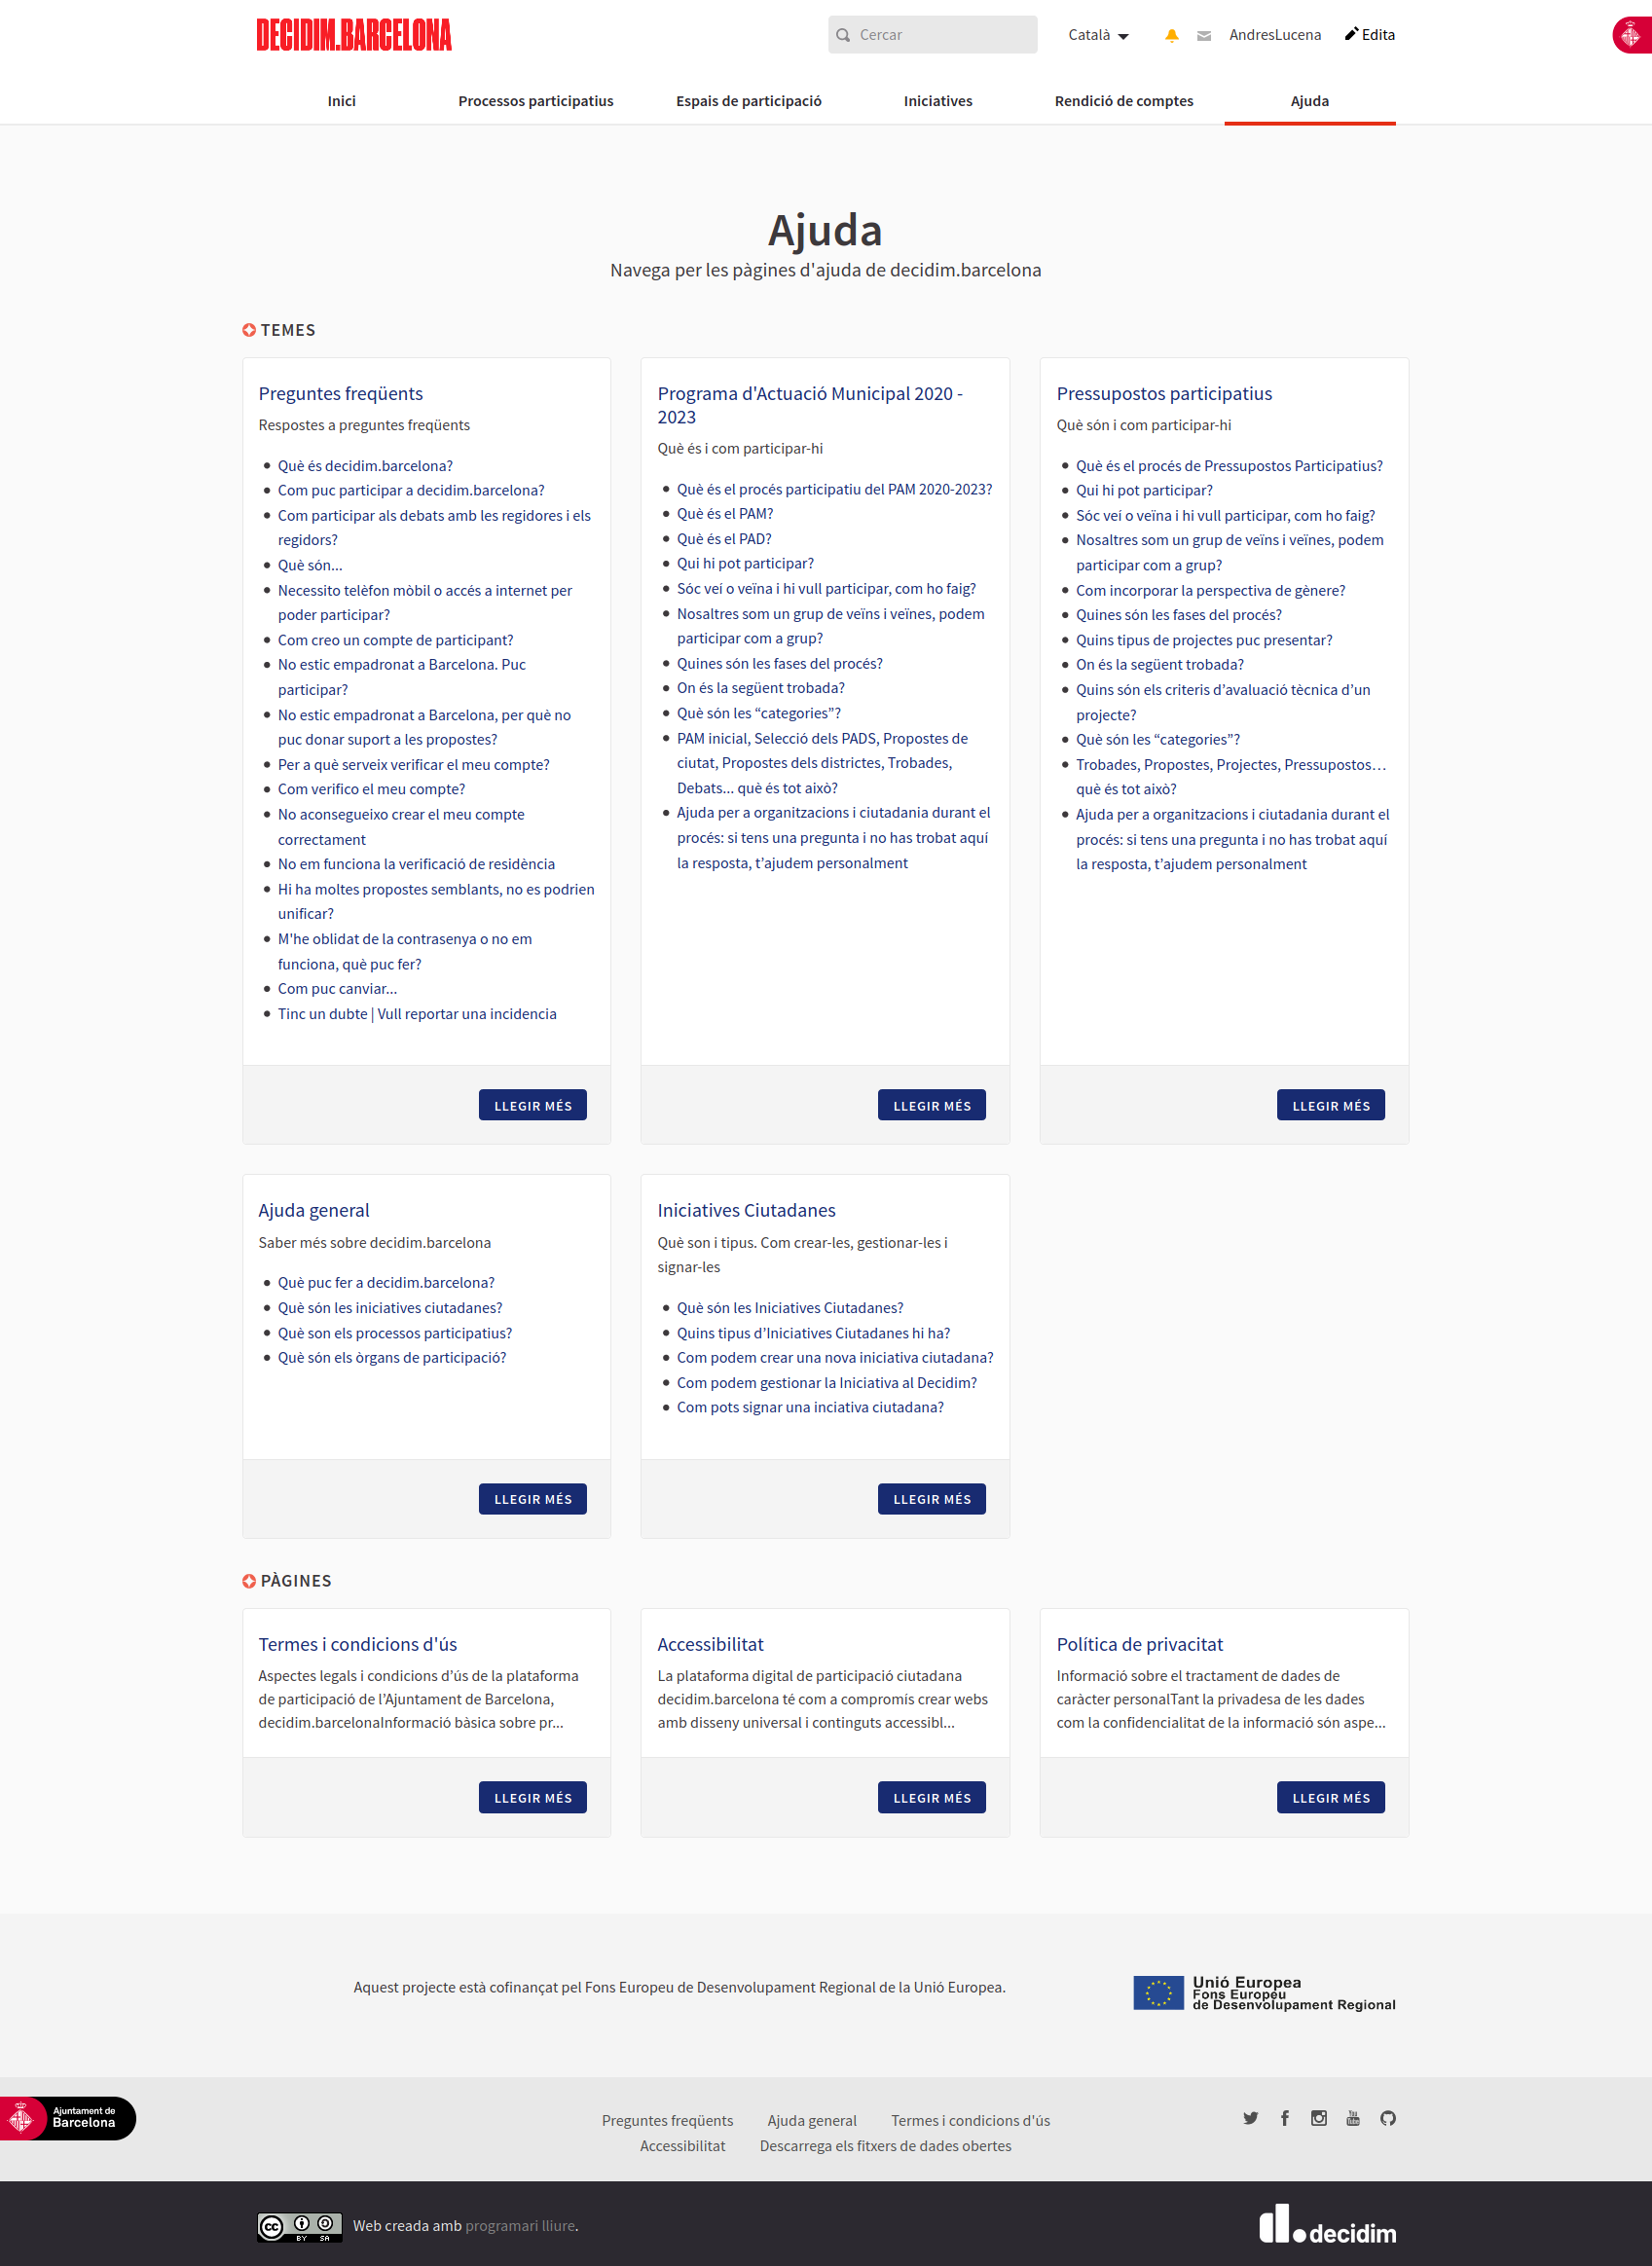 DECIDIM.BARCELONA
Cercar
Català
AndresLucena
Edita
Inici
Processos participatius
Espais de participació
Iniciatives
Rendició de comptes
Ajuda
Ajuda
Navega per les pàgines d'ajuda de decidim.barcelona
TEMES
Preguntes freqüents
Respostes a preguntes freqüents
Què és decidim.barcelona?
Com puc participar a decidim.barcelona?
Com participar als debats amb les regidores i els
regidors?
Què són...
Necessito telèfon mòbil o accés a internet per
poder participar?
Com creo un compte de participant?
No estic empadronat a Barcelona. Puc
participar?
No estic empadronat a Barcelona, per què no
puc donar suport a les propostes?
Per a què serveix verificar el meu compte?
Com verifico el meu compte?
No aconsegueixo crear el meu compte
correctament
No em funciona la verificació de residència
Hi ha moltes propostes semblants, no es podrien
unificar?
M'he oblidat de la contrasenya o no em
funciona, què puc fer?
Com puc canviar...
Tinc un dubte | Vull reportar una incidencia
LLEGIR MÉS
Programa d'Actuació Municipal 2020 -
2023
Què és i com participar-hi
Què és el procés participatiu del PAM 2020-2023?
Què és el PAM?
Què és el PAD?
Qui hi pot participar?
Sóc veí o veïna i hi vull participar, com ho faig?
Nosaltres som un grup de veïns i veïnes, podem
participar com a grup?
Quines són les fases del procés?
On és la següent trobada?
Què són les “categories”?
PAM inicial, Selecció dels PADS, Propostes de
ciutat, Propostes dels districtes, Trobades,
Debats... què és tot això?
Ajuda per a organitzacions i ciutadania durant el
procés: si tens una pregunta i no has trobat aquí
la resposta, t’ajudem personalment
LLEGIR MÉS
Pressupostos participatius
Què són i com participar-hi
Què és el procés de Pressupostos Participatius?
Qui hi pot participar?
Sóc veí o veïna i hi vull participar, com ho faig?
Nosaltres som un grup de veïns i veïnes, podem
participar com a grup?
Com incorporar la perspectiva de gènere?
Quines són les fases del procés?
Quins tipus de projectes puc presentar?
On és la següent trobada?
Quins són els criteris d’avaluació tècnica d’un
projecte?
Què són les “categories”?
Trobades, Propostes, Projectes, Pressupostos…
què és tot això?
Ajuda per a organitzacions i ciutadania durant el
procés: si tens una pregunta i no has trobat aquí
la resposta, t’ajudem personalment
LLEGIR MÉS
Ajuda general
Saber més sobre decidim.barcelona
Què puc fer a decidim.barcelona?
Què són les iniciatives ciutadanes?
Què son els processos participatius?
Què són els òrgans de participació?
LLEGIR MÉS
Iniciatives Ciutadanes
Què son i tipus. Com crear-les, gestionar-les i
signar-les
Què són les Iniciatives Ciutadanes?
Quins tipus d’Iniciatives Ciutadanes hi ha?
Com podem crear una nova iniciativa ciutadana?
Com podem gestionar la Iniciativa al Decidim?
Com pots signar una inciativa ciutadana?
LLEGIR MÉS
PÀGINES
Termes i condicions d'ús
Aspectes legals i condicions d’ús de la plataforma
de participació de l’Ajuntament de Barcelona,
decidim.barcelonaInformació bàsica sobre pr...
LLEGIR MÉS
Accessibilitat
La plataforma digital de participació ciutadana
decidim.barcelona té com a compromís crear webs
amb disseny universal i continguts accessibl...
LLEGIR MÉS
Política de privacitat
Informació sobre el tractament de dades de
caràcter personalTant la privadesa de les dades
com la confidencialitat de la informació són aspe...
LLEGIR MÉS
Aquest projecte està cofinançat pel Fons Europeu de Desenvolupament Regional de la Unió Europea.
Unió Europea
Fons Europeu
de Desenvolupament Regional
Ajuntament de
Barcelona
Preguntes freqüents
Ajuda general
Termes i condicions d'ús
Accessibilitat
Descarrega els fitxers de dades obertes
You
Tube
cc
BY SA
Web creada amb programari lliure.
decidim